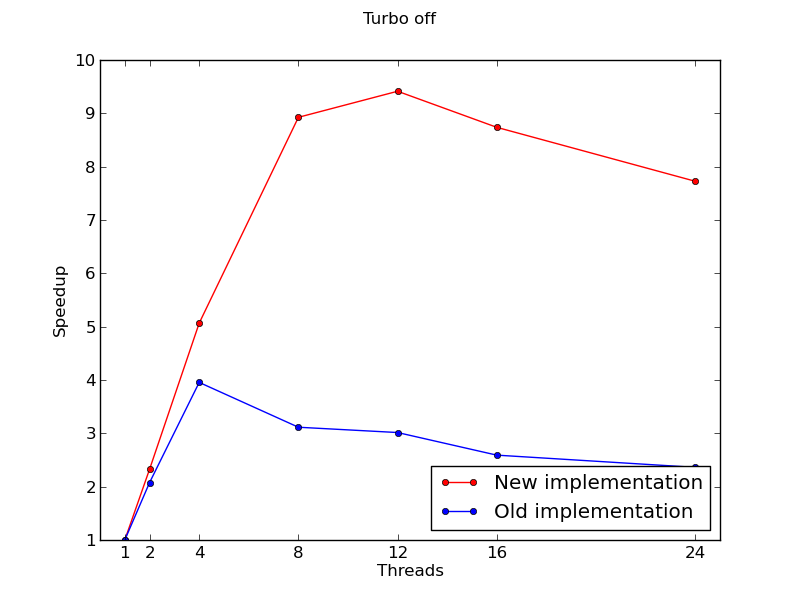 Turbo off
10
9
8
7
6
5
4
3
2
1
Speedup
New implementation
Old implementation
1 2 4 8 12 16 24
Threads